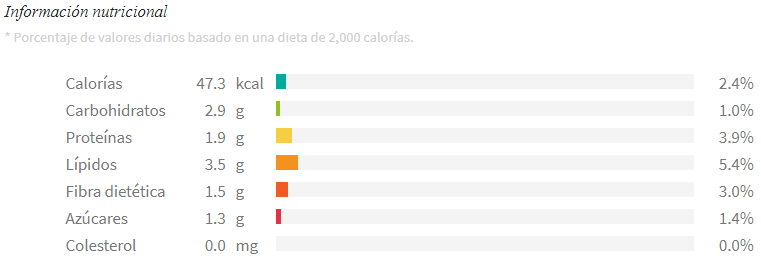 Información nutricional
* Porcentaje de valores diarios basado en una dieta de 2,000 calorías.
Calorías 47.3 kcal 2.4%
Carbohidratos 2.9 g 1.0%
Proteínas 1.9 g 3.9%
Lípidos 3.5 g 5.4%
Fibra dietética 1.5 g 3.0%
Azúcares 1.3 g 1.4%
Colesterol 0.0 mg 0.0%